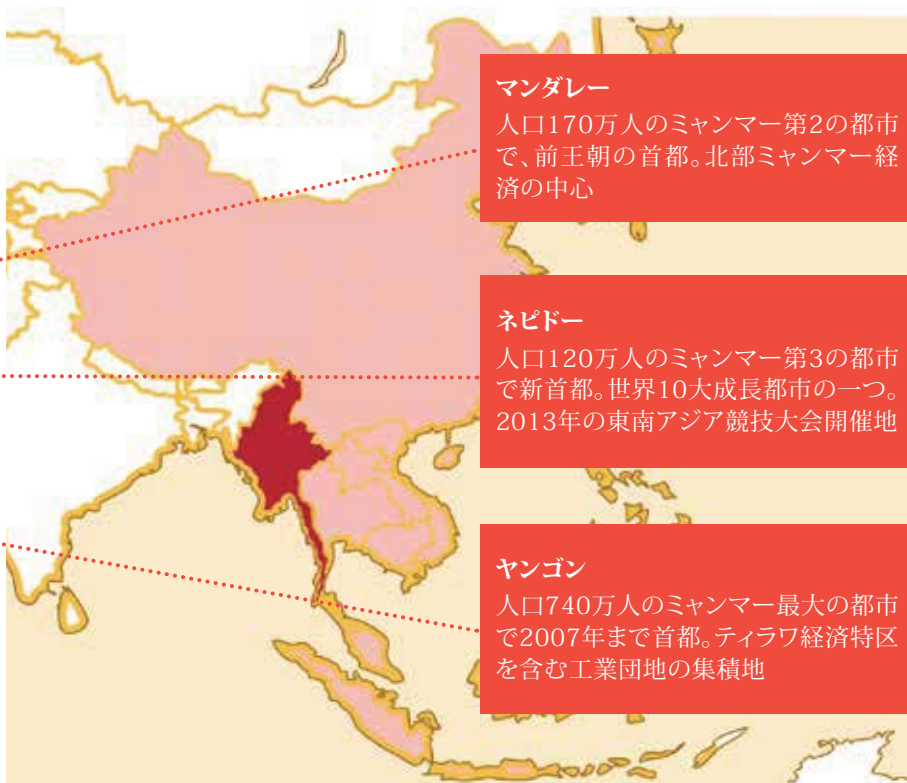 マンダレー
人口170万人のミャンマー第2の都市
で、前王朝の首都。北部ミャンマー経
済の中心
ネピドー
人口120万人のミャンマー第3の都市
で新首都。世界10大成長都市の一つ。
2013年の東南アジア競技大会開催地
ヤンゴン
人口740万人のミャンマー最大の都市
で2007年まで首都。ティラワ経済特区
を含む工業団地の集積地